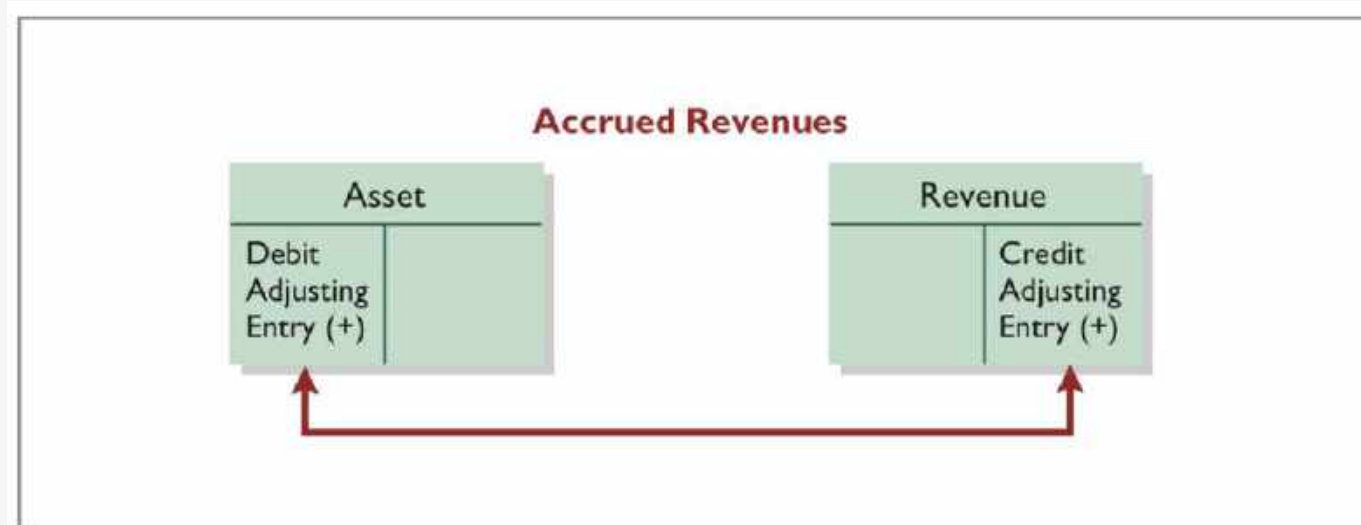 Accrued Revenues
Asset
Debit
Adjusting
Entry (+)
Revenue
Credit
Adjusting
Entry (+)